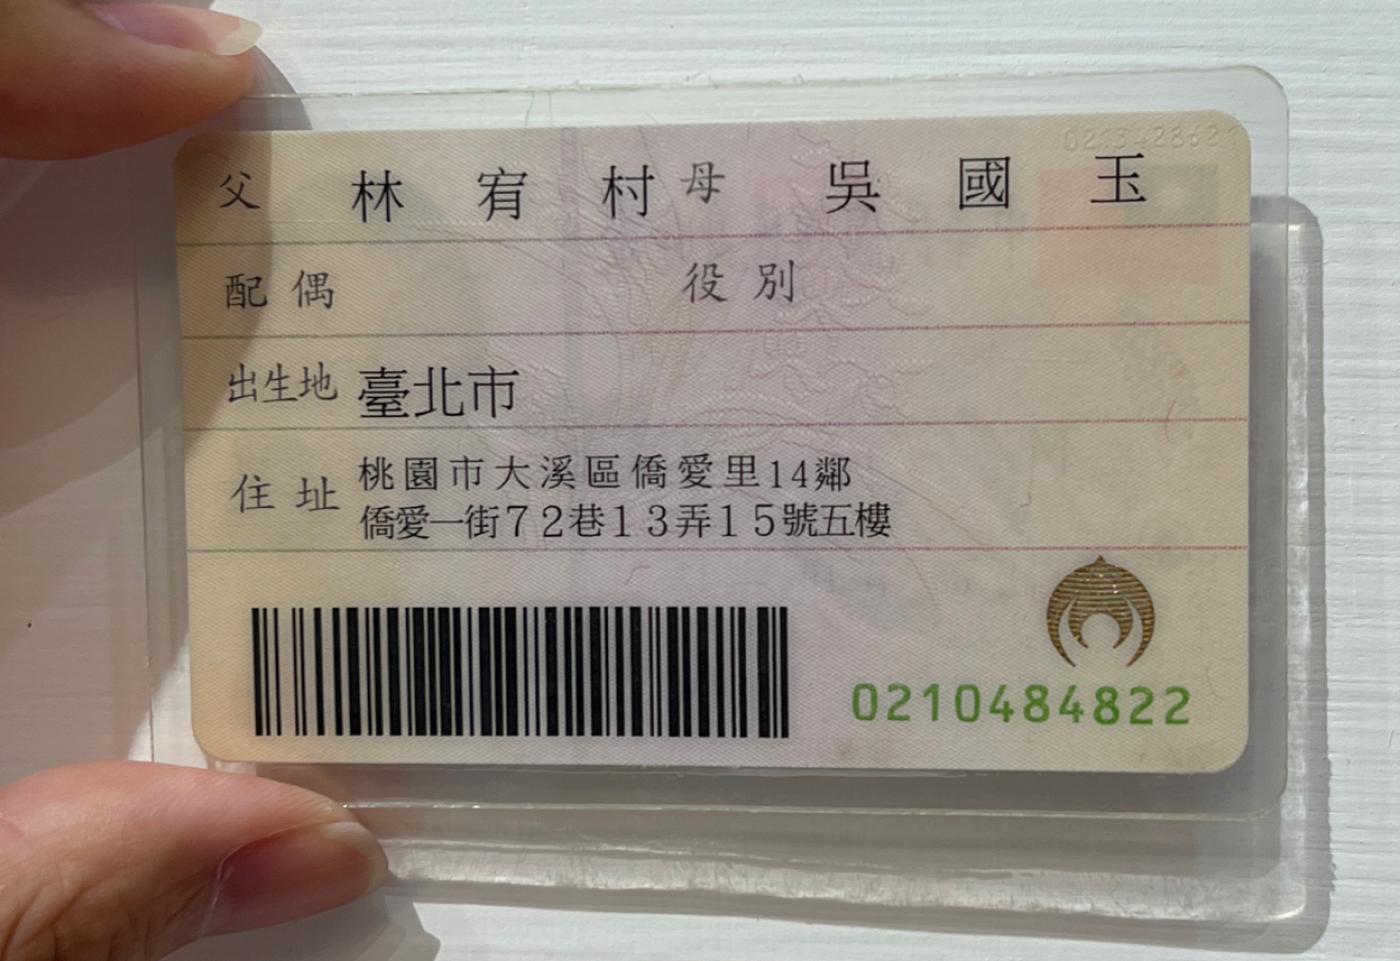 父 林宥村 母 吳國玉
配偶 役別
出生地 臺北市
住址 桃園市大溪區僑愛里14鄰
僑愛一街72巷13弄15號五樓
0210484822